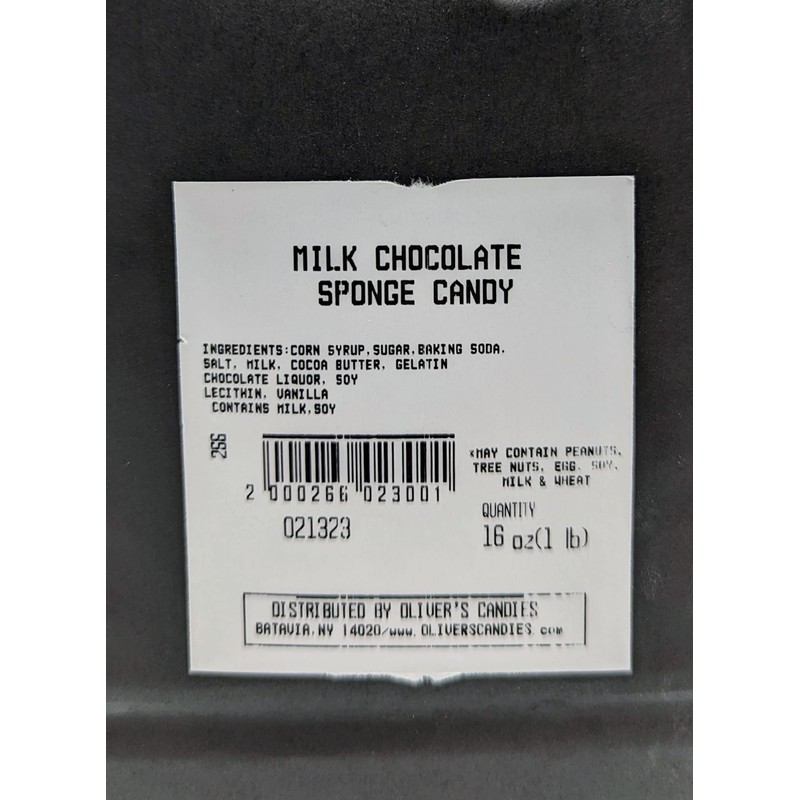 MILK CHOCOLATE
SPONGE CANDY
INGREDIENTS:CORN SYRUP,SUGAR,BAKING SODA,
SALT, MILK, COCOA BUTTER, GELATIN
CHOCOLATE LIQUOR, SOY
LECITHIN, VANILLA
CONTAINS MILK,SOY
266
2 000266 023001
021323
*MAY CONTAIN PEANUTS,
TREE NUTS, EGG, SOY,
MILK & WHEAT
QUANTITY
16 oz(1 lb)
DISTRIBUTED BY OLIVER'S CANDIES
BATAVIA,NY 14020/www.OLIVERSCANDIES.com